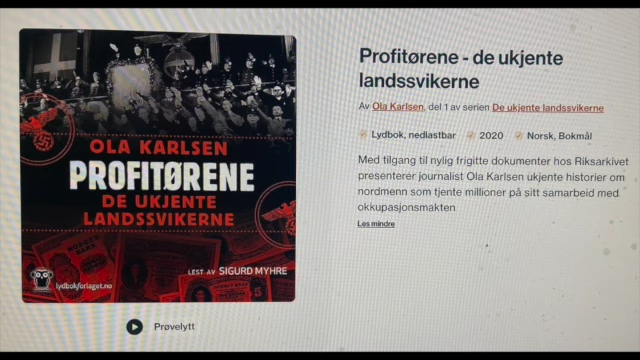 OLA KARLSEN
PROFITØRENE
DE UKJENTE
LANDSSVIKERNE
LEST AV SIGURD MYHRE
lydbokforlaget.no
Prøvelytt
Profitørene - de ukjente
landssvikerne
Av Ola Karlsen, del 1 av serien De ukjente landssvikerne
Lydbok, nedlastbar 2020 Norsk, Bokmål
Med tilgang til nylig frigitte dokumenter hos Riksarkivet
presenterer journalist Ola Karlsen ukjente historier om
nordmenn som tjente millioner på sitt samarbeid med
okkupasjonsmakten.
Les mindre